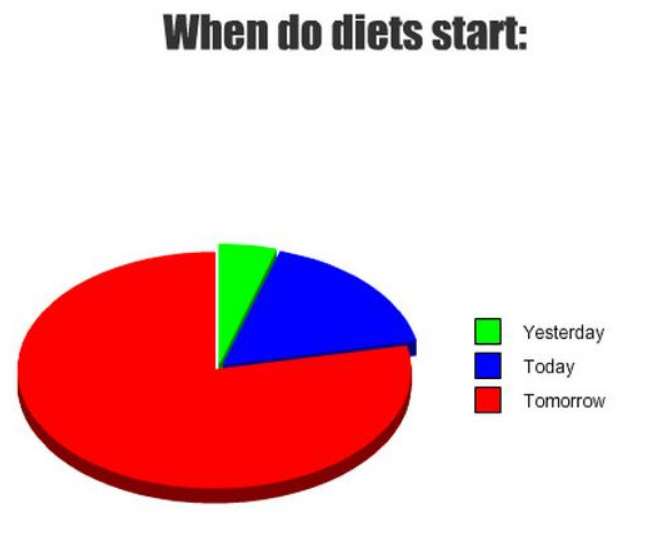 When do diets start:
Yesterday
Today
Tomorrow